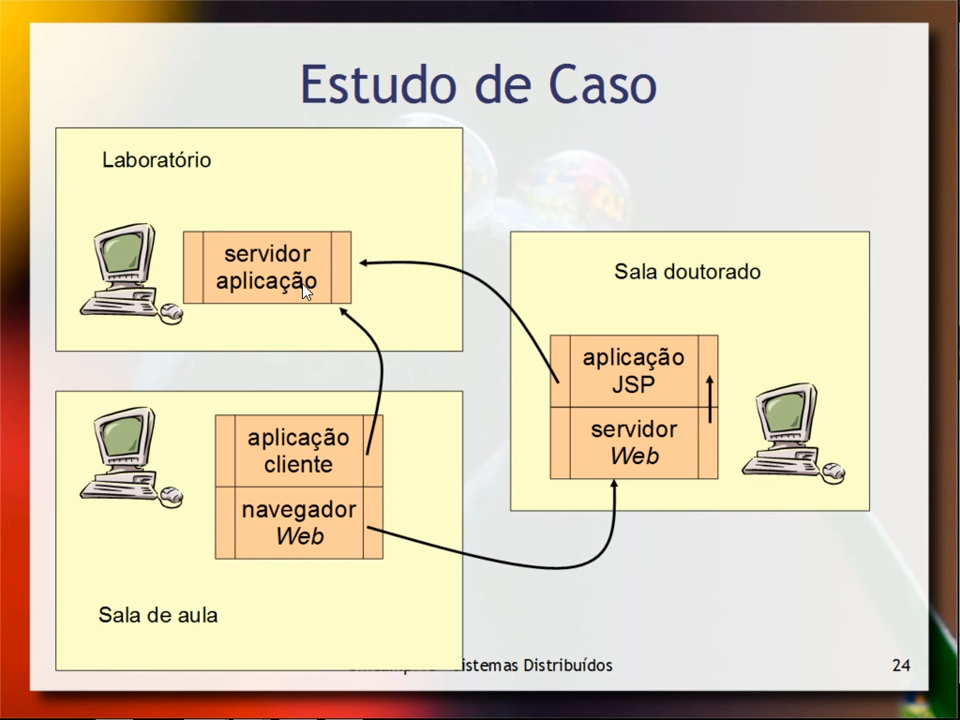 Estudo de Caso
Laboratório
servidor
aplicação
Sala doutorado
aplicação
JSP
servidor
Web
aplicação
cliente
navegador
Web
Sala de aula
Distribuídos
24